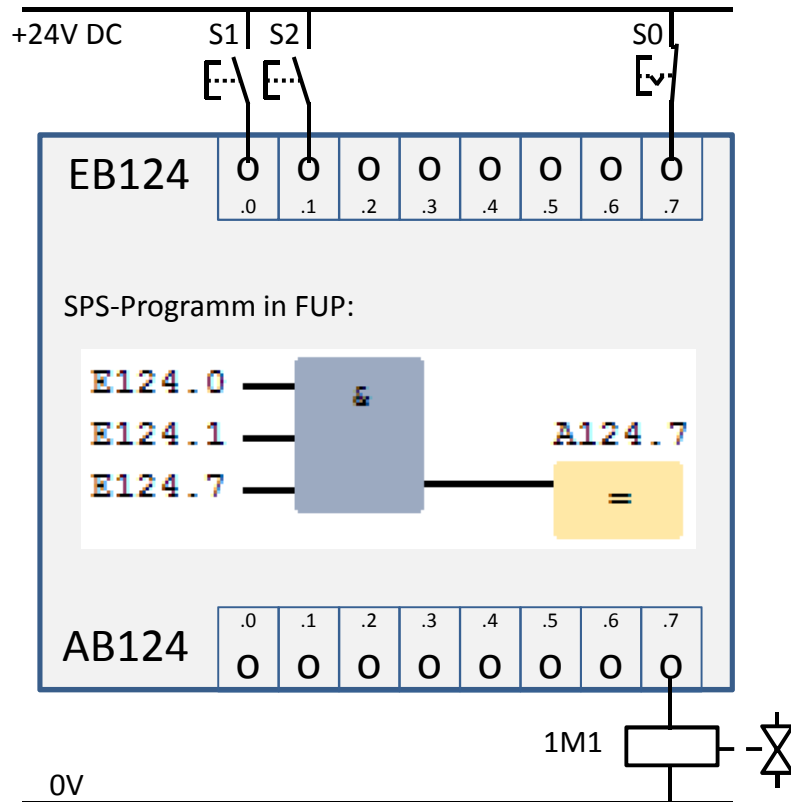 +24V DC S1 S2 S0
EB124
O O O O O O O O
.0 .1 .2 .3 .4 .5 .6 .7
SPS-Programm in FUP:
E124.0
&
E124.1
A124.7
E124.7
=
.0 .1 .2 .3 .4 .5 .6 .7
AB124
O O O O O O O O
1M1
0V